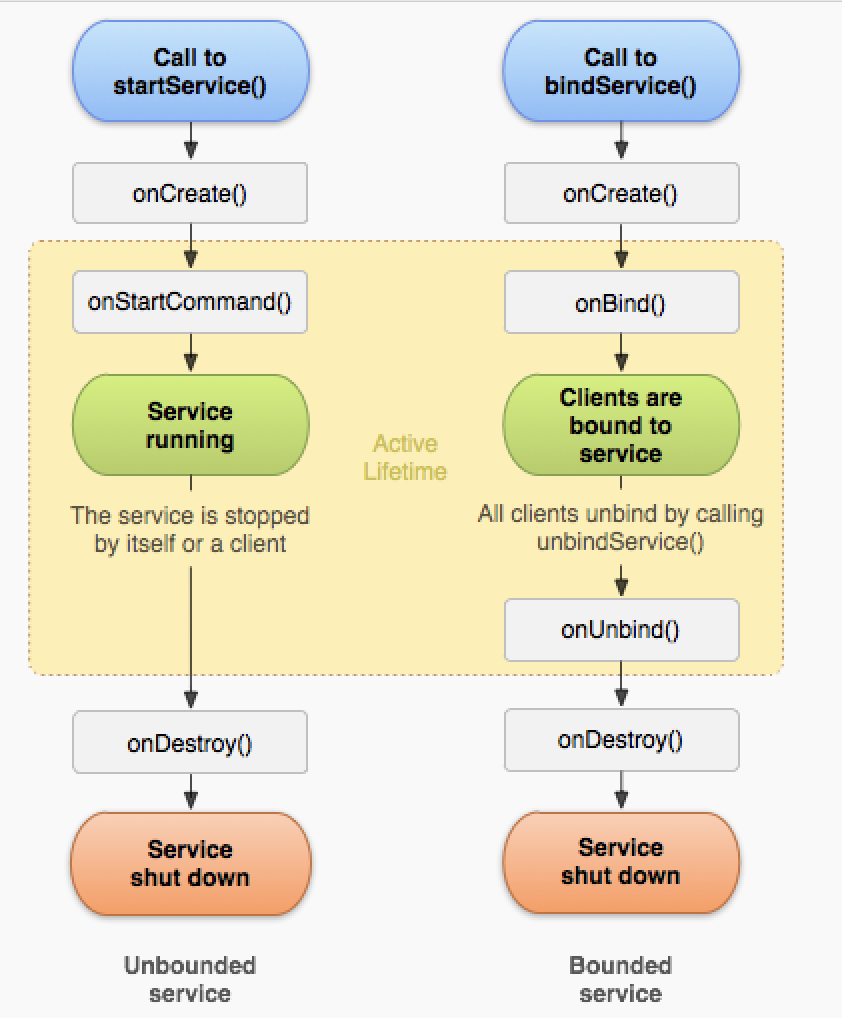 Call to
startService()
onCreate()
onStartCommand()
Service
running
The service is stopped
by itself or a client
onDestroy()
Service
shut down
Unbounded
service
Active
Lifetime
Call to
bindService()
onCreate()
onBind()
Clients are
bound to
service
All clients unbind by calling
unbindService()
onUnbind()
onDestroy()
Service
shut down
Bounded
service